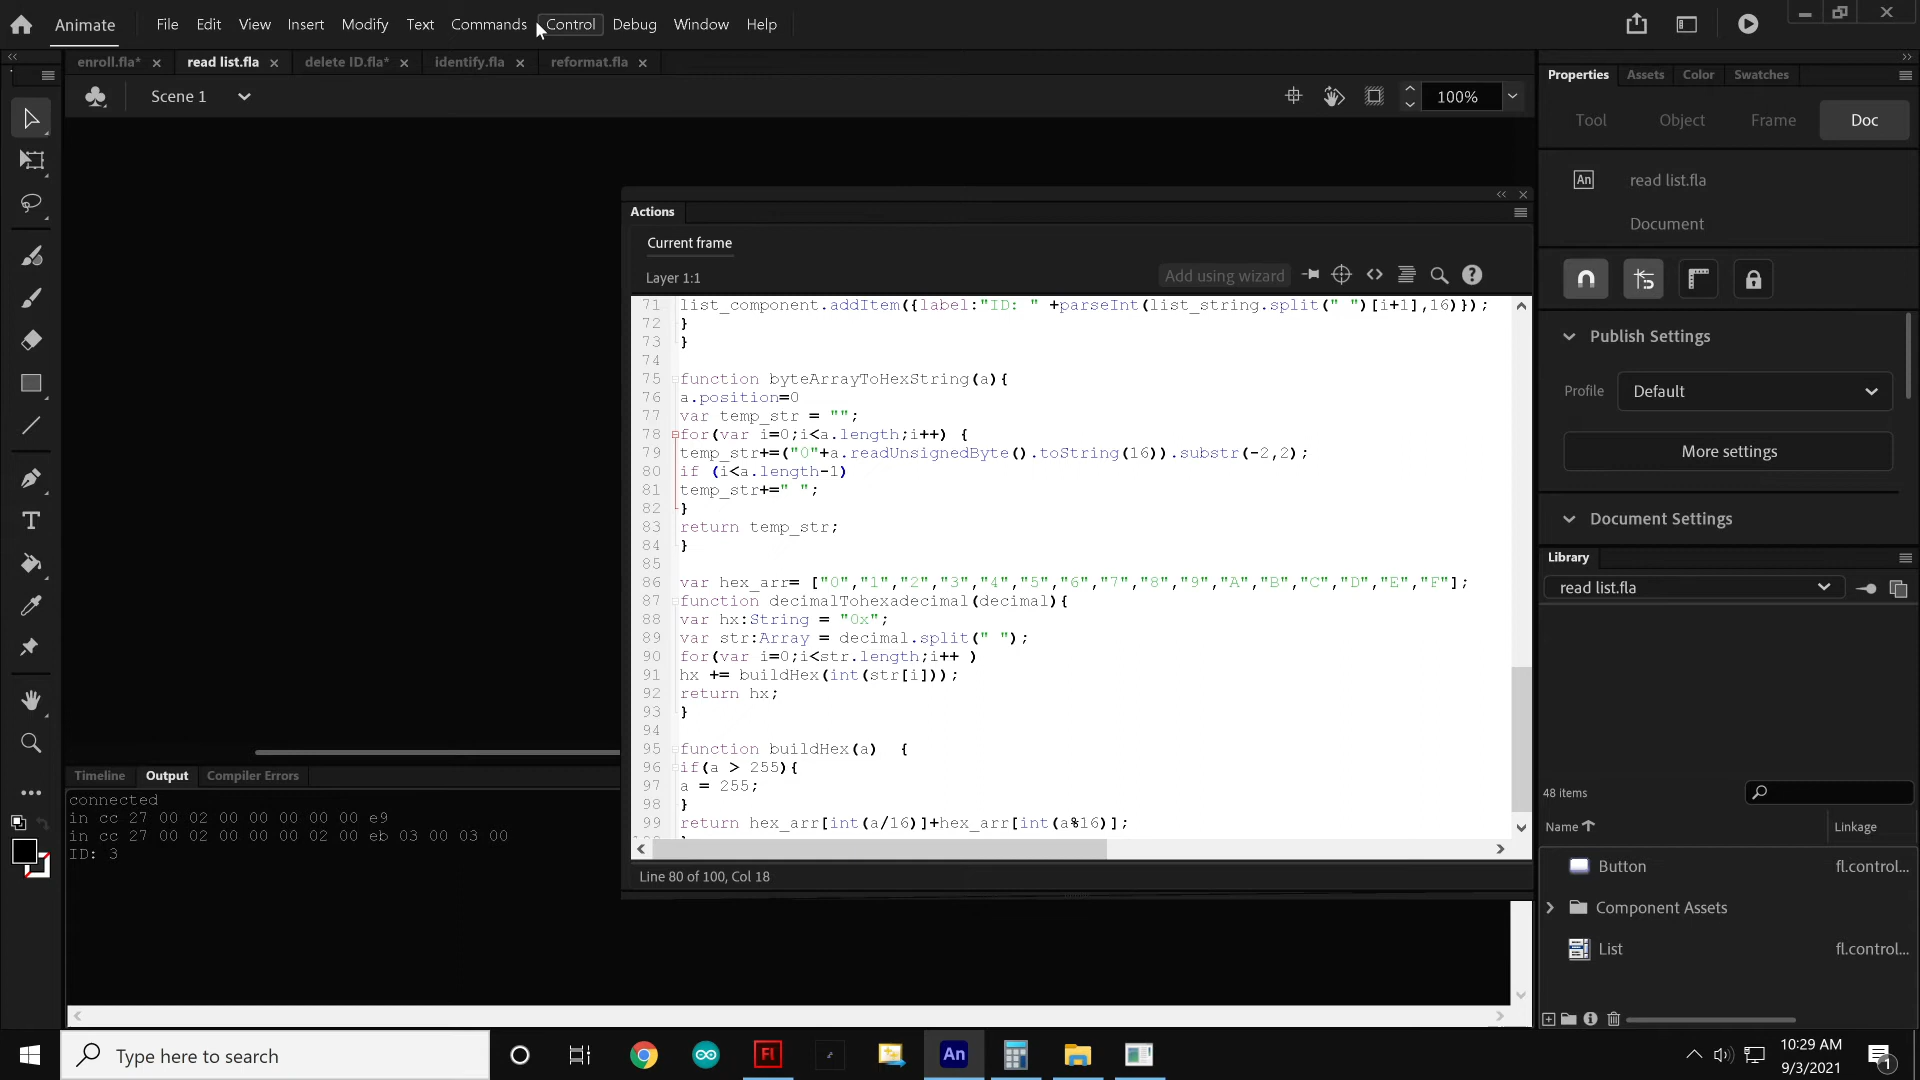 Animate File Edit View Insert Modify Text Commands Control Debug Window Help
enroll.fla* read list.fla delete ID.fla* identify.fla reformat.fla
Scene 1
100%
Properties Assets Color Swatches
Tool Object Frame Doc
An read list.fla
Document
Publish Settings
Profile Default
More settings
Document Settings
Library
read list.fla
48 items
Name Linkage
Button fl.control...
Component Assets
List fl.control...
Actions
Current frame
Layer 1:1
Add using wizard
71 list_component.addItem({label:"ID: " +parseInt(list_string.split(" ")[i+1],16)});
72 }
73 }
74
75 function byteArrayToHexString(a){
76 a.position=0
77 var temp_str = "";
78 for(var i=0;i<a.length;i++) {
79 temp_str+=("0"+a.readUnsignedByte().toString(16)).substr(-2,2);
80 if (i<a.length-1)
81 temp_str+=" ";
82 }
83 return temp_str;
84 }
85
86 var hex_arr= ["0","1","2","3","4","5","6","7","8","9","A","B","C","D","E","F"];
87 function decimalTohexadecimal(decimal){
88 var hx:String = "0x";
89 var str:Array = decimal.split(" ");
90 for(var i=0;i<str.length;i++ )
91 hx += buildHex(int(str[i]));
92 return hx;
93 }
94
95 function buildHex(a)  {
96 if(a > 255){
97 a = 255;
98 }
99 return hex_arr[int(a/16)]+hex_arr[int(a%16)];
Line 80 of 100, Col 18
Timeline Output Compiler Errors
connected
in cc 27 00 02 00 00 00 00 00 e9
in cc 27 00 02 00 00 00 02 00 eb 03 00 03 00
ID: 3
Type here to search
Fl
An
10:29 AM
9/3/2021
1